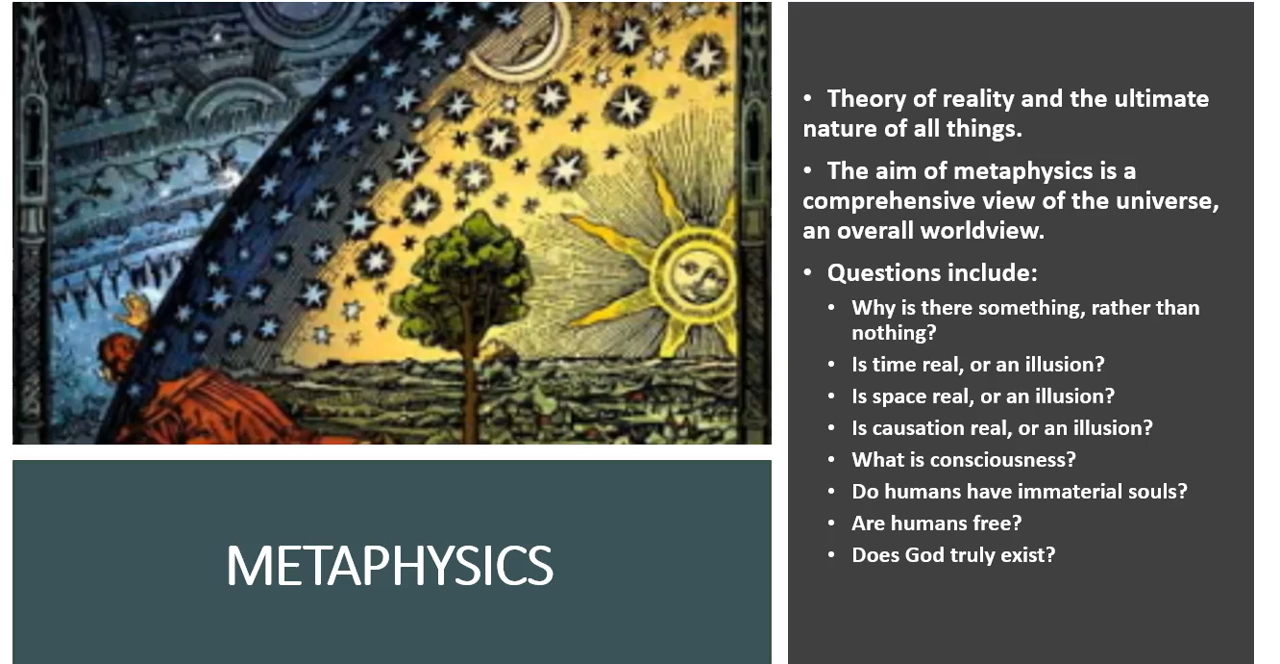 METAPHYSICS
• Theory of reality and the ultimate
nature of all things.
• The aim of metaphysics is a
comprehensive view of the universe,
an overall worldview.
• Questions include:
• Why is there something, rather than
nothing?
• Is time real, or an illusion?
• Is space real, or an illusion?
• Is causation real, or an illusion?
• What is consciousness?
• Do humans have immaterial souls?
• Are humans free?
• Does God truly exist?